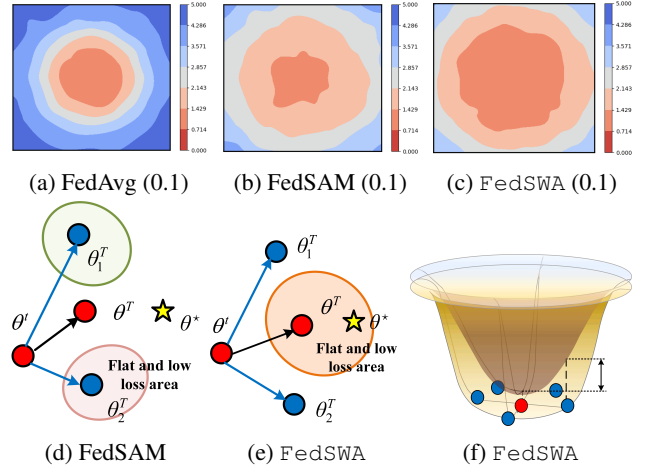 5.000
4.286
3.571
2.857
2.143
1.429
0.714
0.000
5.000
4.286
3.571
2.857
2.143
1.429
0.714
0.000
5.000
4.286
3.571
2.857
2.143
1.429
0.714
0.000
(a) FedAvg (0.1)
(b) FedSAM (0.1)
(c) FedSWA (0.1)
θ₁ᵀ
θᵗ
θᵀ
θ⋆
Flat and low
loss area
θ₂ᵀ
θ₁ᵀ
θᵗ
θᵀ
θ⋆
Flat and low
loss area
θ₂ᵀ
(d) FedSAM
(e) FedSWA
(f) FedSWA